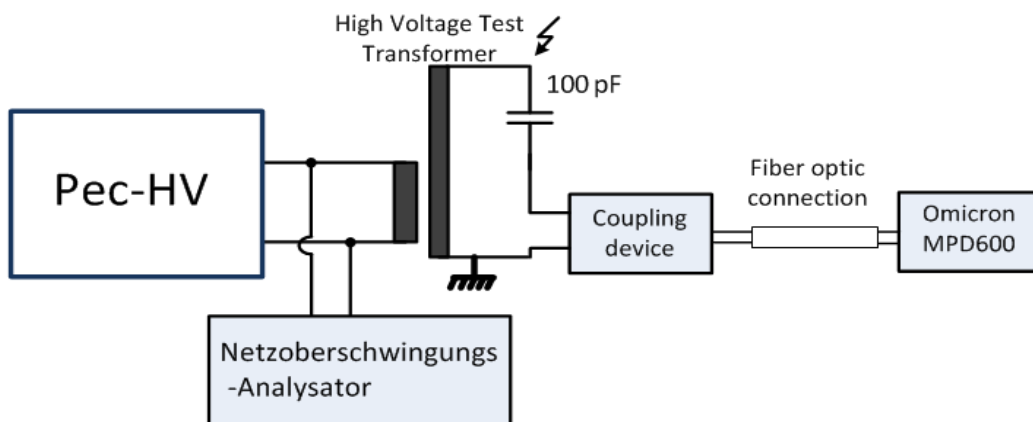 High Voltage Test
Transformer
100 pF
Pec-HV
Fiber optic
connection
Coupling
device
Omicron
MPD600
Netzoberschwingungs
-Analysator